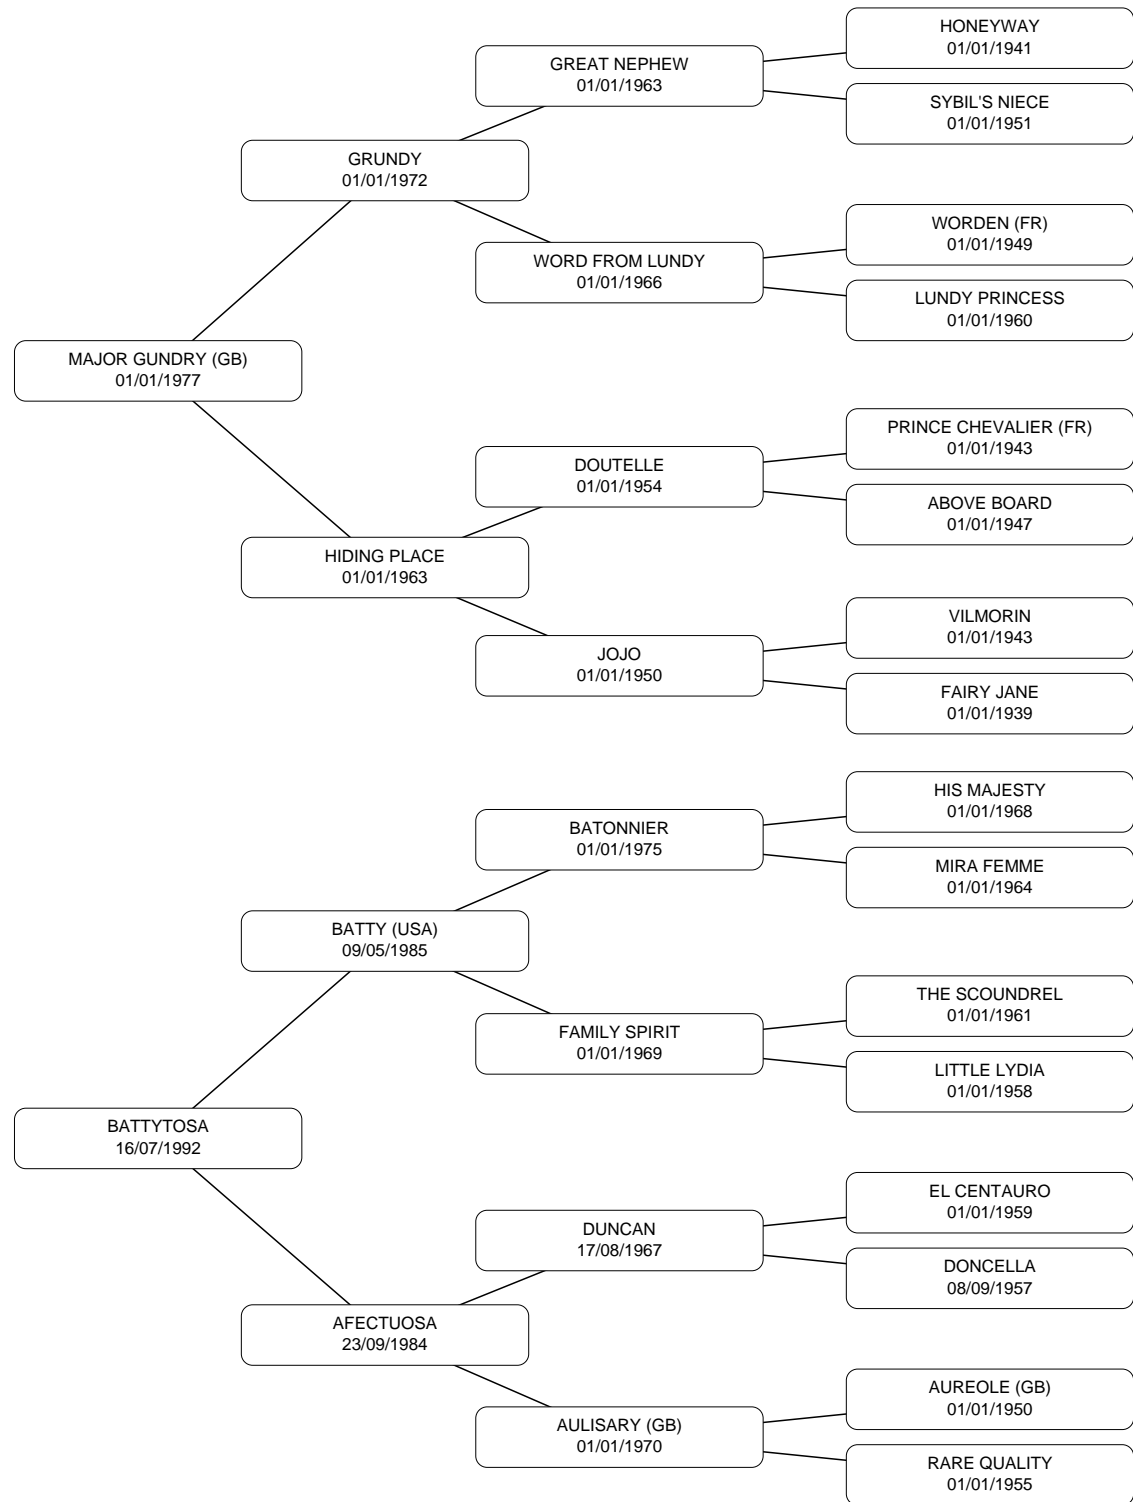 HONEYWAY
01/01/1941
GREAT NEPHEW
01/01/1963
SYBIL'S NIECE
01/01/1951
GRUNDY
01/01/1972
WORDEN (FR)
01/01/1949
WORD FROM LUNDY
01/01/1966
LUNDY PRINCESS
01/01/1960
MAJOR GUNDRY (GB)
01/01/1977
PRINCE CHEVALIER (FR)
01/01/1943
DOUTELLE
01/01/1954
ABOVE BOARD
01/01/1947
HIDING PLACE
01/01/1963
VILMORIN
01/01/1943
JOJO
01/01/1950
FAIRY JANE
01/01/1939
HIS MAJESTY
01/01/1968
BATONNIER
01/01/1975
MIRA FEMME
01/01/1964
BATTY (USA)
09/05/1985
THE SCOUNDREL
01/01/1961
FAMILY SPIRIT
01/01/1969
LITTLE LYDIA
01/01/1958
BATTYTOSA
16/07/1992
EL CENTAURO
01/01/1959
DUNCAN
17/08/1967
DONCELLA
08/09/1957
AFECTUOSA
23/09/1984
AUREOLE (GB)
01/01/1950
AULISARY (GB)
01/01/1970
RARE QUALITY
01/01/1955